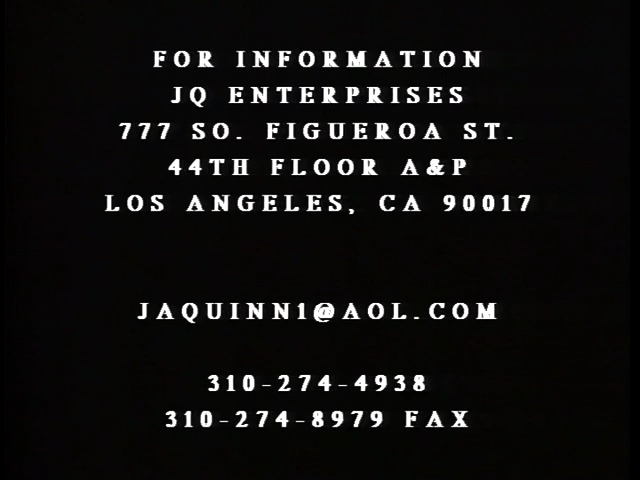 FOR INFORMATION
JQ ENTERPRISES
777 SO. FIGUEROA ST.
44TH FLOOR A&P
LOS ANGELES, CA 90017
JAQUINN1@AOL.COM
310-274-4938
310-274-8979 FAX